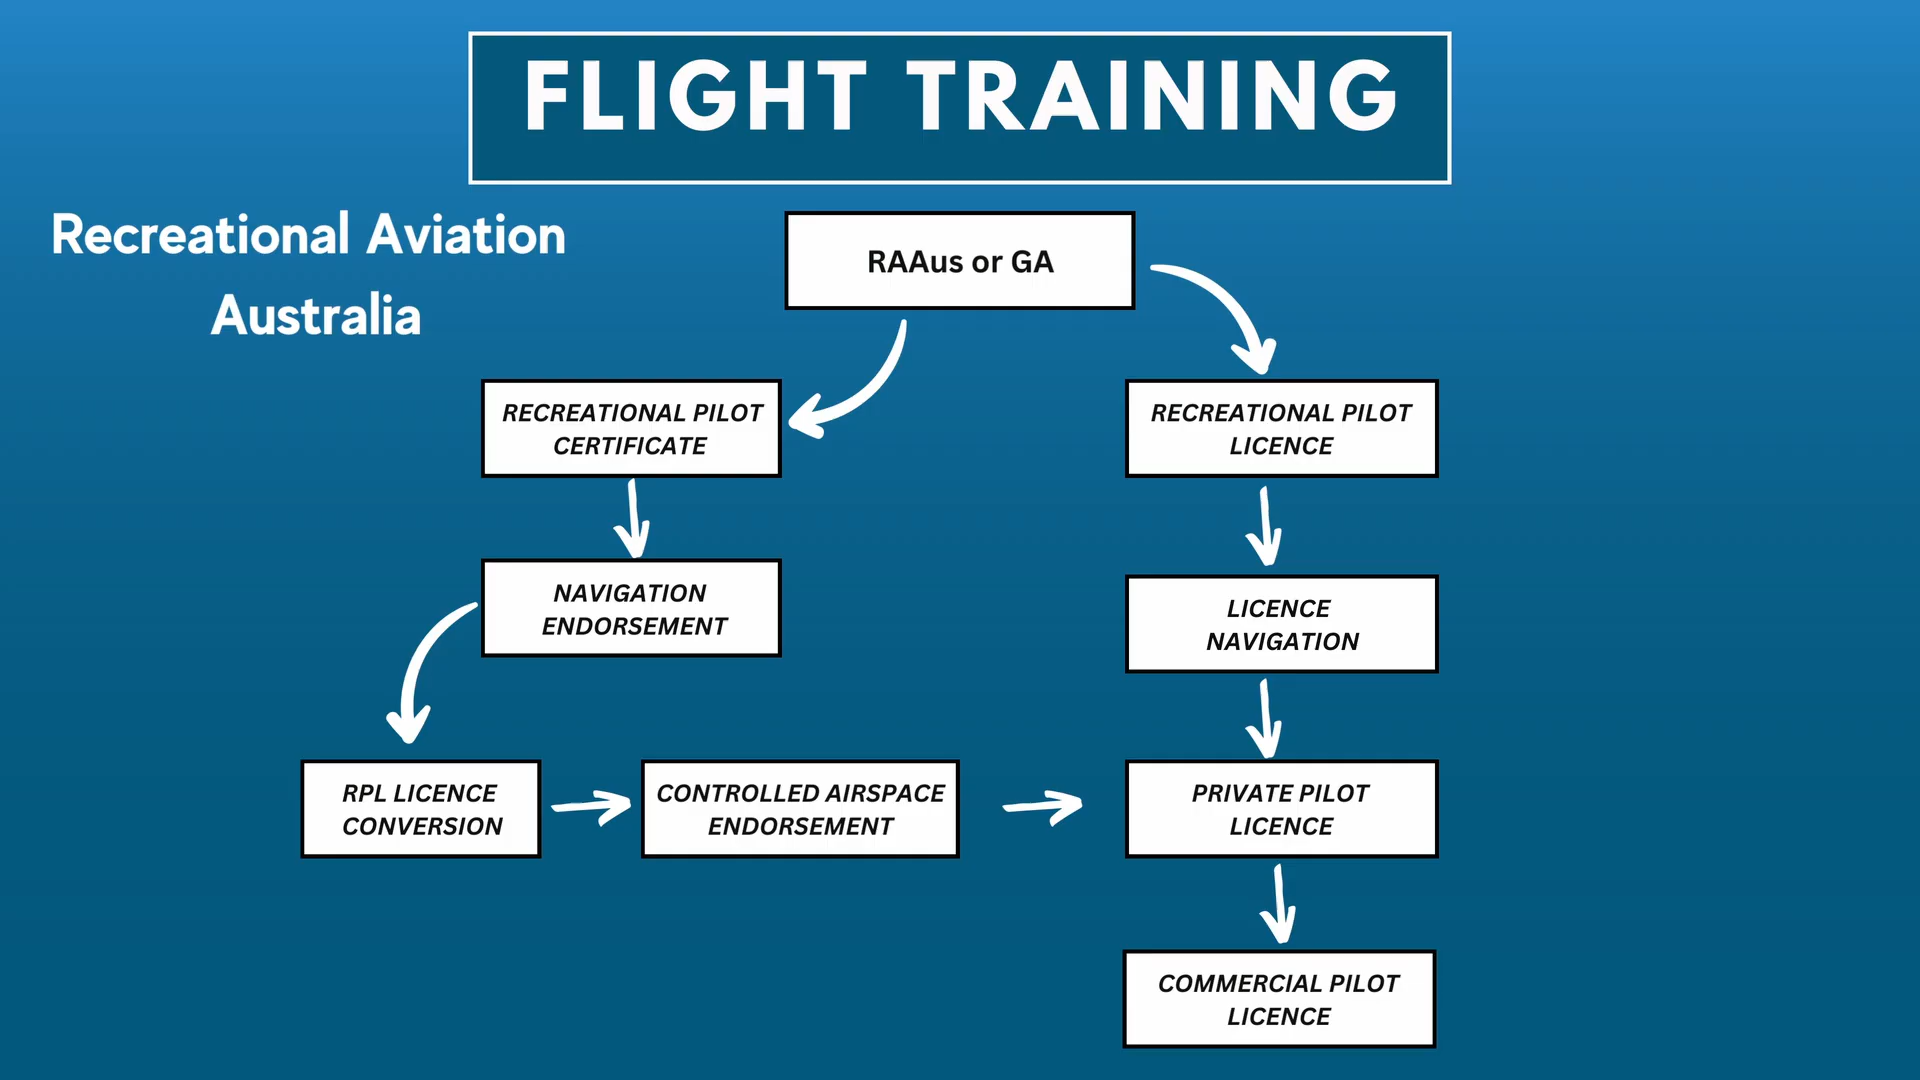 FLIGHT TRAINING
Recreational Aviation
Australia
RAAus or GA
RECREATIONAL PILOT
CERTIFICATE
RECREATIONAL PILOT
LICENCE
NAVIGATION
ENDORSEMENT
LICENCE
NAVIGATION
RPL LICENCE
CONVERSION
CONTROLLED AIRSPACE
ENDORSEMENT
PRIVATE PILOT
LICENCE
COMMERCIAL PILOT
LICENCE